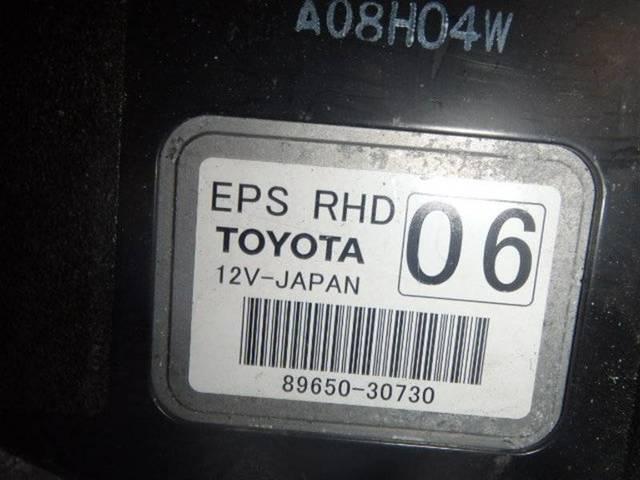 A08H04W
EPS RHD
06
TOYOTA
12V-JAPAN
89650-30730